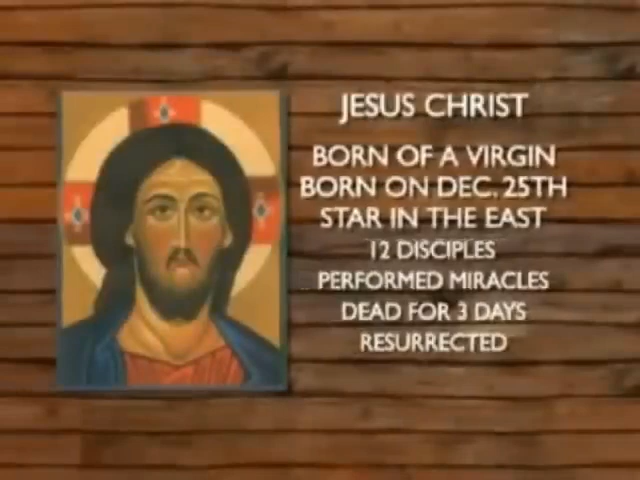 JESUS CHRIST
BORN OF A VIRGIN
BORN ON DEC. 25TH
STAR IN THE EAST
12 DISCIPLES
PERFORMED MIRACLES
DEAD FOR 3 DAYS
RESURRECTED